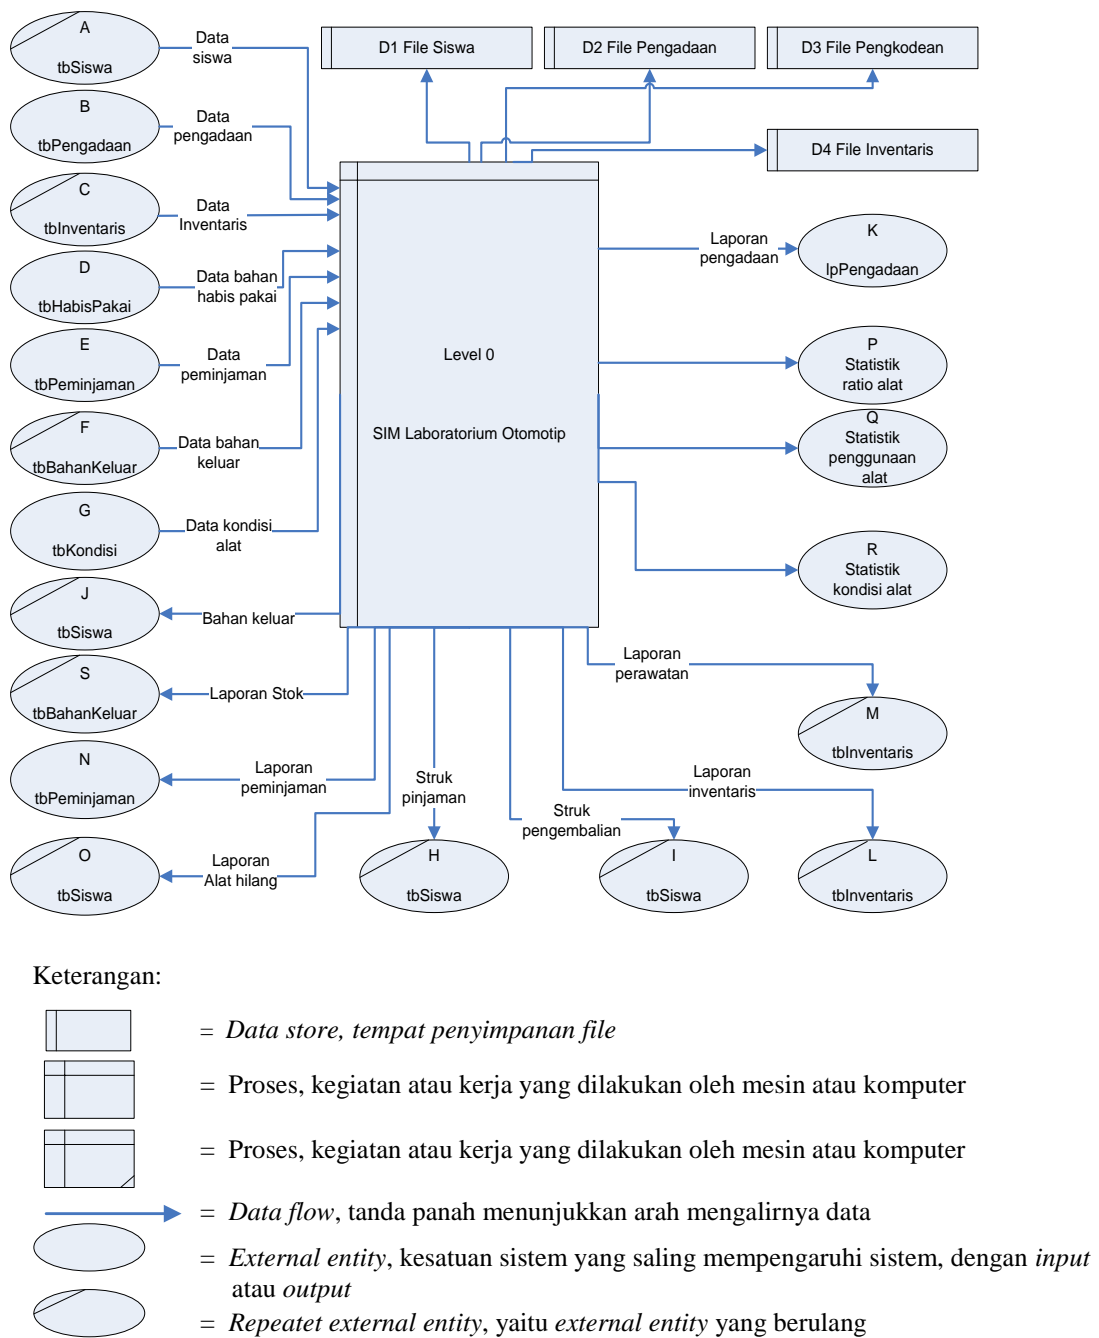 A
tbSiswa
Data
siswa
D1 File Siswa
D2 File Pengadaan
D3 File Pengkodean
B
tbPengadaan
Data
pengadaan
D4 File Inventaris
C
tbInventaris
Data
Inventaris
D
tbHabisPakai
Data bahan
habis pakai
E
tbPeminjaman
Data
peminjaman
F
tbBahanKeluar
Data bahan
keluar
G
tbKondisi
Data kondisi
alat
J
tbSiswa
Bahan keluar
S
tbBahanKeluar
Laporan Stok
N
tbPeminjaman
Laporan
peminjaman
O
tbSiswa
Laporan
Alat hilang
Level 0
SIM Laboratorium Otomotip
Laporan
pengadaan
K
lpPengadaan
P
Statistik
ratio alat
Q
Statistik
penggunaan
alat
R
Statistik
kondisi alat
Laporan
perawatan
M
tbInventaris
Struk
pinjaman
H
tbSiswa
Struk
pengembalian
I
tbSiswa
Laporan
inventaris
L
tbInventaris
Keterangan:
= Data store, tempat penyimpanan file
= Proses, kegiatan atau kerja yang dilakukan oleh mesin atau komputer
= Proses, kegiatan atau kerja yang dilakukan oleh mesin atau komputer
= Data flow, tanda panah menunjukkan arah mengalirnya data
= External entity, kesatuan sistem yang saling mempengaruhi sistem, dengan input
atau output
= Repeatet external entity, yaitu external entity yang berulang